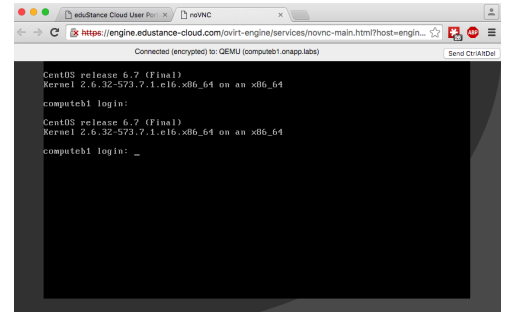 eduStance Cloud User Por
noVNC
https://engine.edustance-cloud.com/ovirt-engine/services/novnc-main.html?host=engin...
ABP
Connected (encrypted) to: QEMU (computeb1.onapp.labs)
Send CtrlAltDel
CentOS release 6.7 (Final)
Kernel 2.6.32-573.7.1.el6.x86_64 on an x86_64
computeb1 login:
CentOS release 6.7 (Final)
Kernel 2.6.32-573.7.1.el6.x86_64 on an x86_64
computeb1 login: _